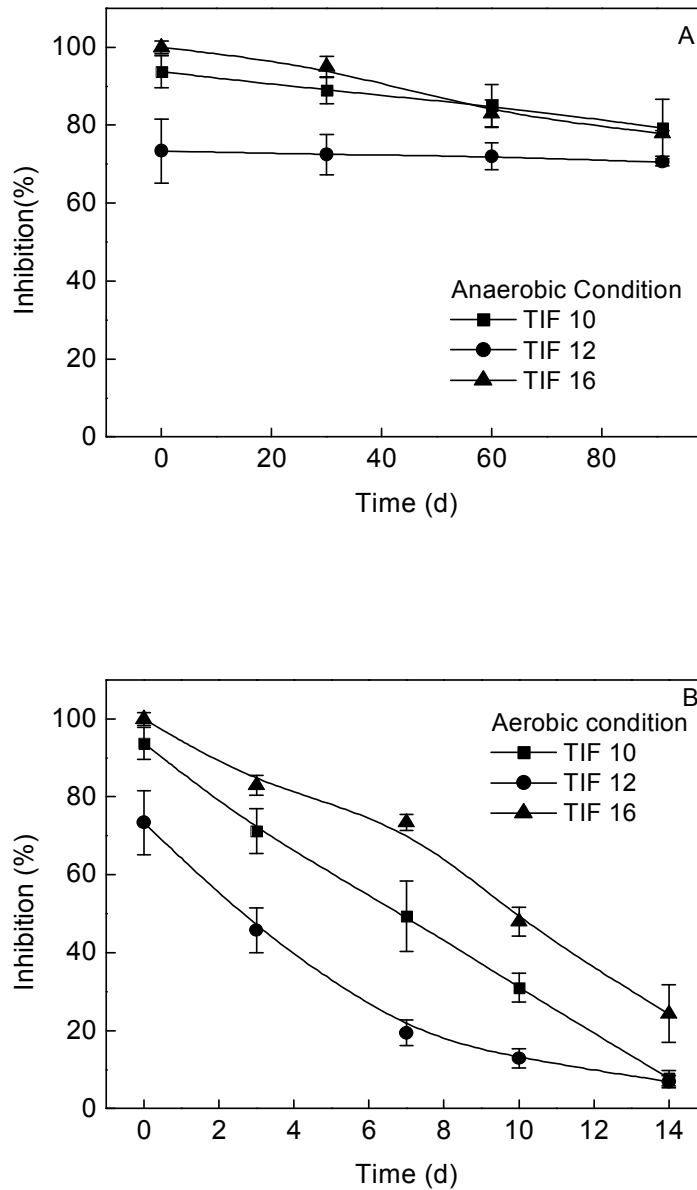 A
100
80
60
40
20
0
Inhibition(%)
Anaerobic Condition
TIF 10
TIF 12
TIF 16
0 20 40 60 80
Time (d)
B
100
80
60
40
20
0
Inhibition (%)
Aerobic condition
TIF 10
TIF 12
TIF 16
0 2 4 6 8 10 12 14
Time (d)